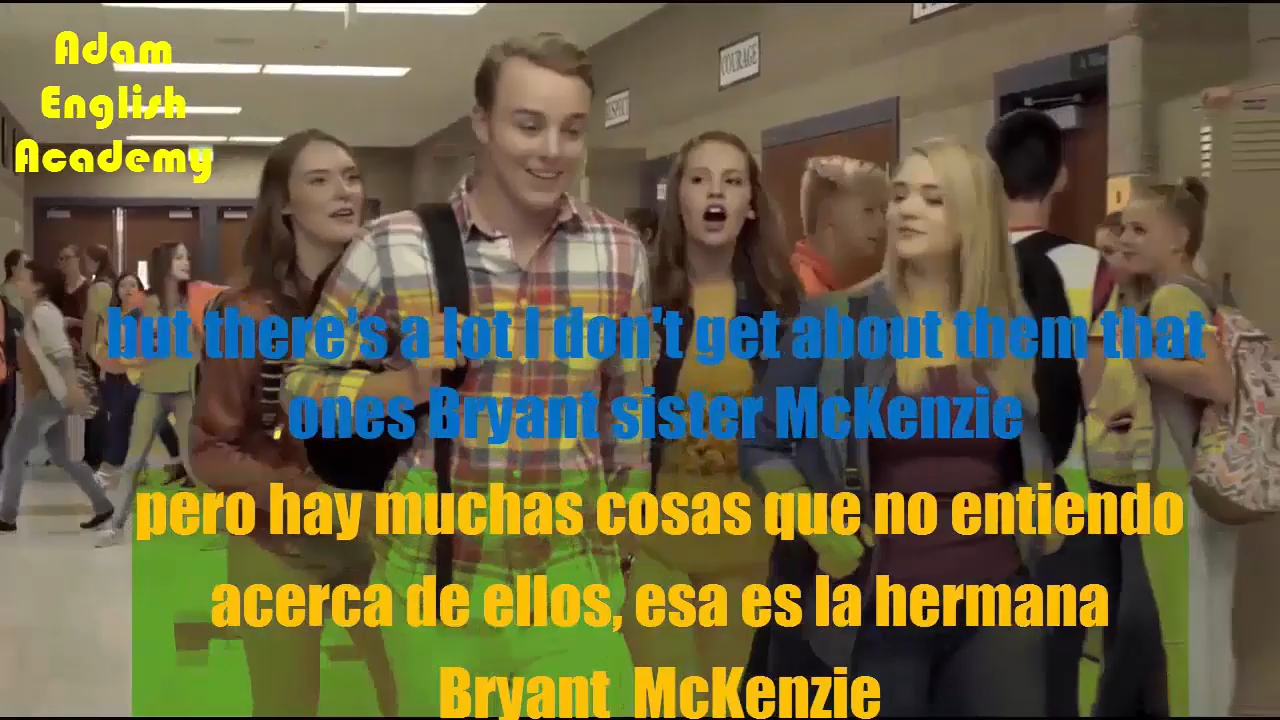 Adam
English
Academy
COURAGE
but there's a lot I don't get about them that
ones Bryant sister McKenzie
pero hay muchas cosas que no entiendo
acerca de ellos, esa es la hermana
Bryant McKenzie